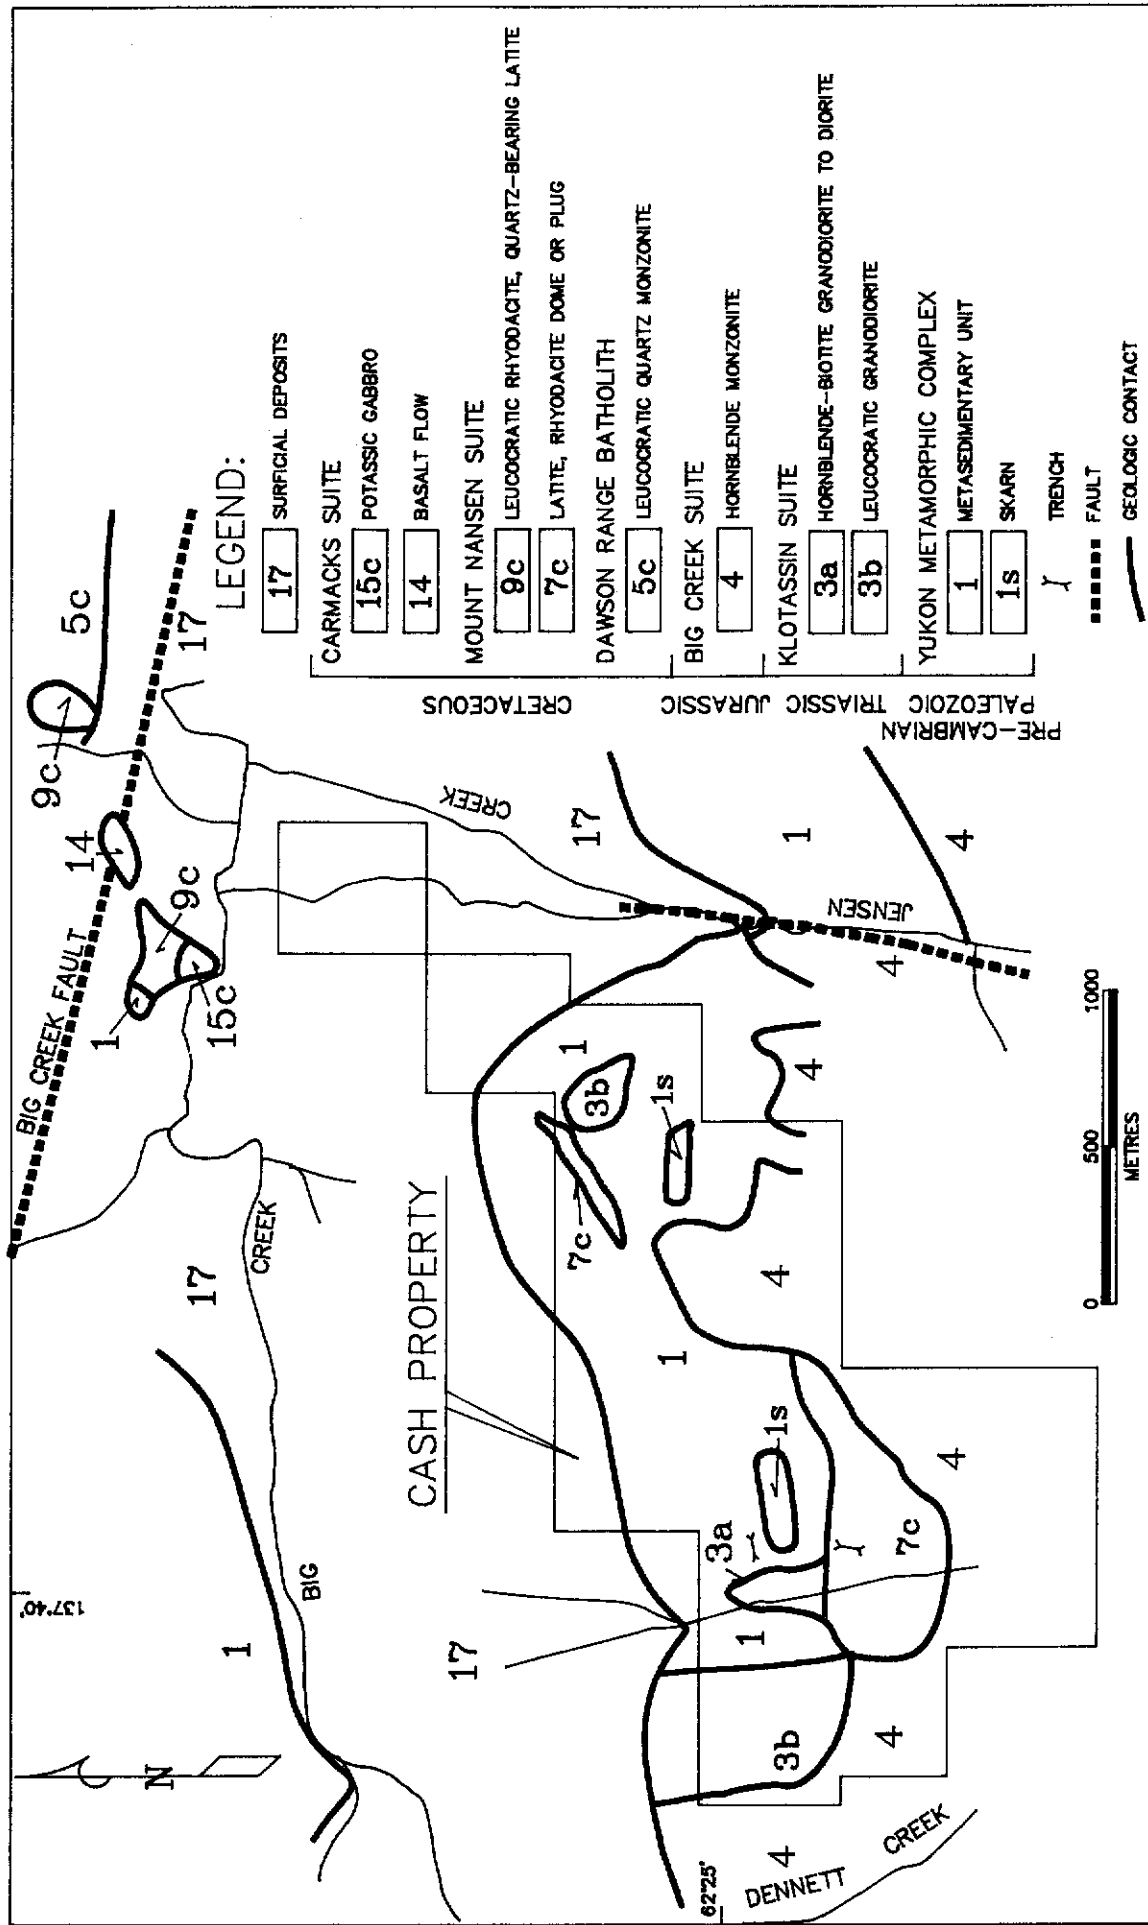 137°40'
62°25'
N
BIG CREEK FAULT
BIG
CREEK
CREEK
JENSEN
DENNETT CREEK
CASH PROPERTY
1
17
17
1
15c
9c
14
9c
5c
17
17
1
4
4
1
3b
7c
1s
4
4
1
1s
3a
1
7c
4
3b
4
4
LEGEND:
17 SURFICIAL DEPOSITS
CARMACKS SUITE
15c POTASSIC GABBRO
14 BASALT FLOW
MOUNT NANSEN SUITE
9c LEUCOCRATIC RHYODACITE, QUARTZ-BEARING LATITE
7c LATITE, RHYODACITE DOME OR PLUG
DAWSON RANGE BATHOLITH
5c LEUCOCRATIC QUARTZ MONZONITE
BIG CREEK SUITE
4 HORNBLENDE MONZONITE
KLOTASSIN SUITE
3a HORNBLENDE-BIOTITE GRANODIORITE TO DIORITE
3b LEUCOCRATIC GRANODIORITE
YUKON METAMORPHIC COMPLEX
1 METASEDIMENTARY UNIT
1s SKARN
TRENCH
FAULT
GEOLOGIC CONTACT
CRETACEOUS
JURASSIC
TRIASSIC
PALEOZOIC
PRE-CAMBRIAN
0 500 1000
METRES